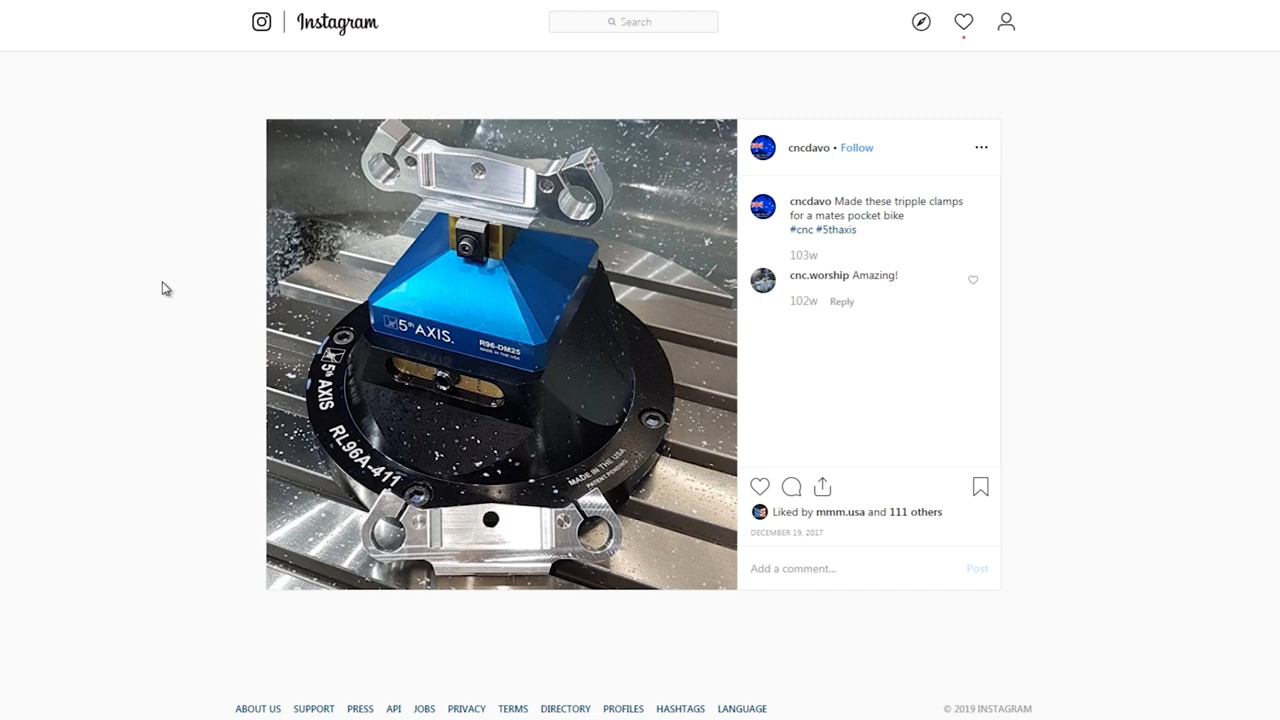 Instagram
Search
cncdavo • Follow
cncdavo Made these tripple clamps
for a mates pocket bike
#cnc #5thaxis
103w
cnc.worship Amazing!
102w Reply
5th AXIS.
R96-DM25
MADE IN THE USA
5th AXIS
RL96A-411
MADE IN THE USA
PATENT PENDING
Liked by mmm.usa and 111 others
DECEMBER 19, 2017
Add a comment... Post
ABOUT US SUPPORT PRESS API JOBS PRIVACY TERMS DIRECTORY PROFILES HASHTAGS LANGUAGE © 2019 INSTAGRAM